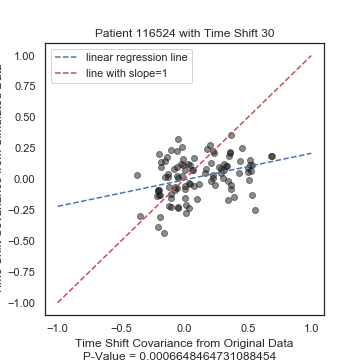 Patient 116524 with Time Shift 30
linear regression line
line with slope=1
1.00
0.75
0.50
0.25
0.00
−0.25
−0.50
−0.75
−1.00
−1.0
−0.5
0.0
0.5
1.0
Time Shift Covariance from Original Data
P-Value = 0.0006648464731088454